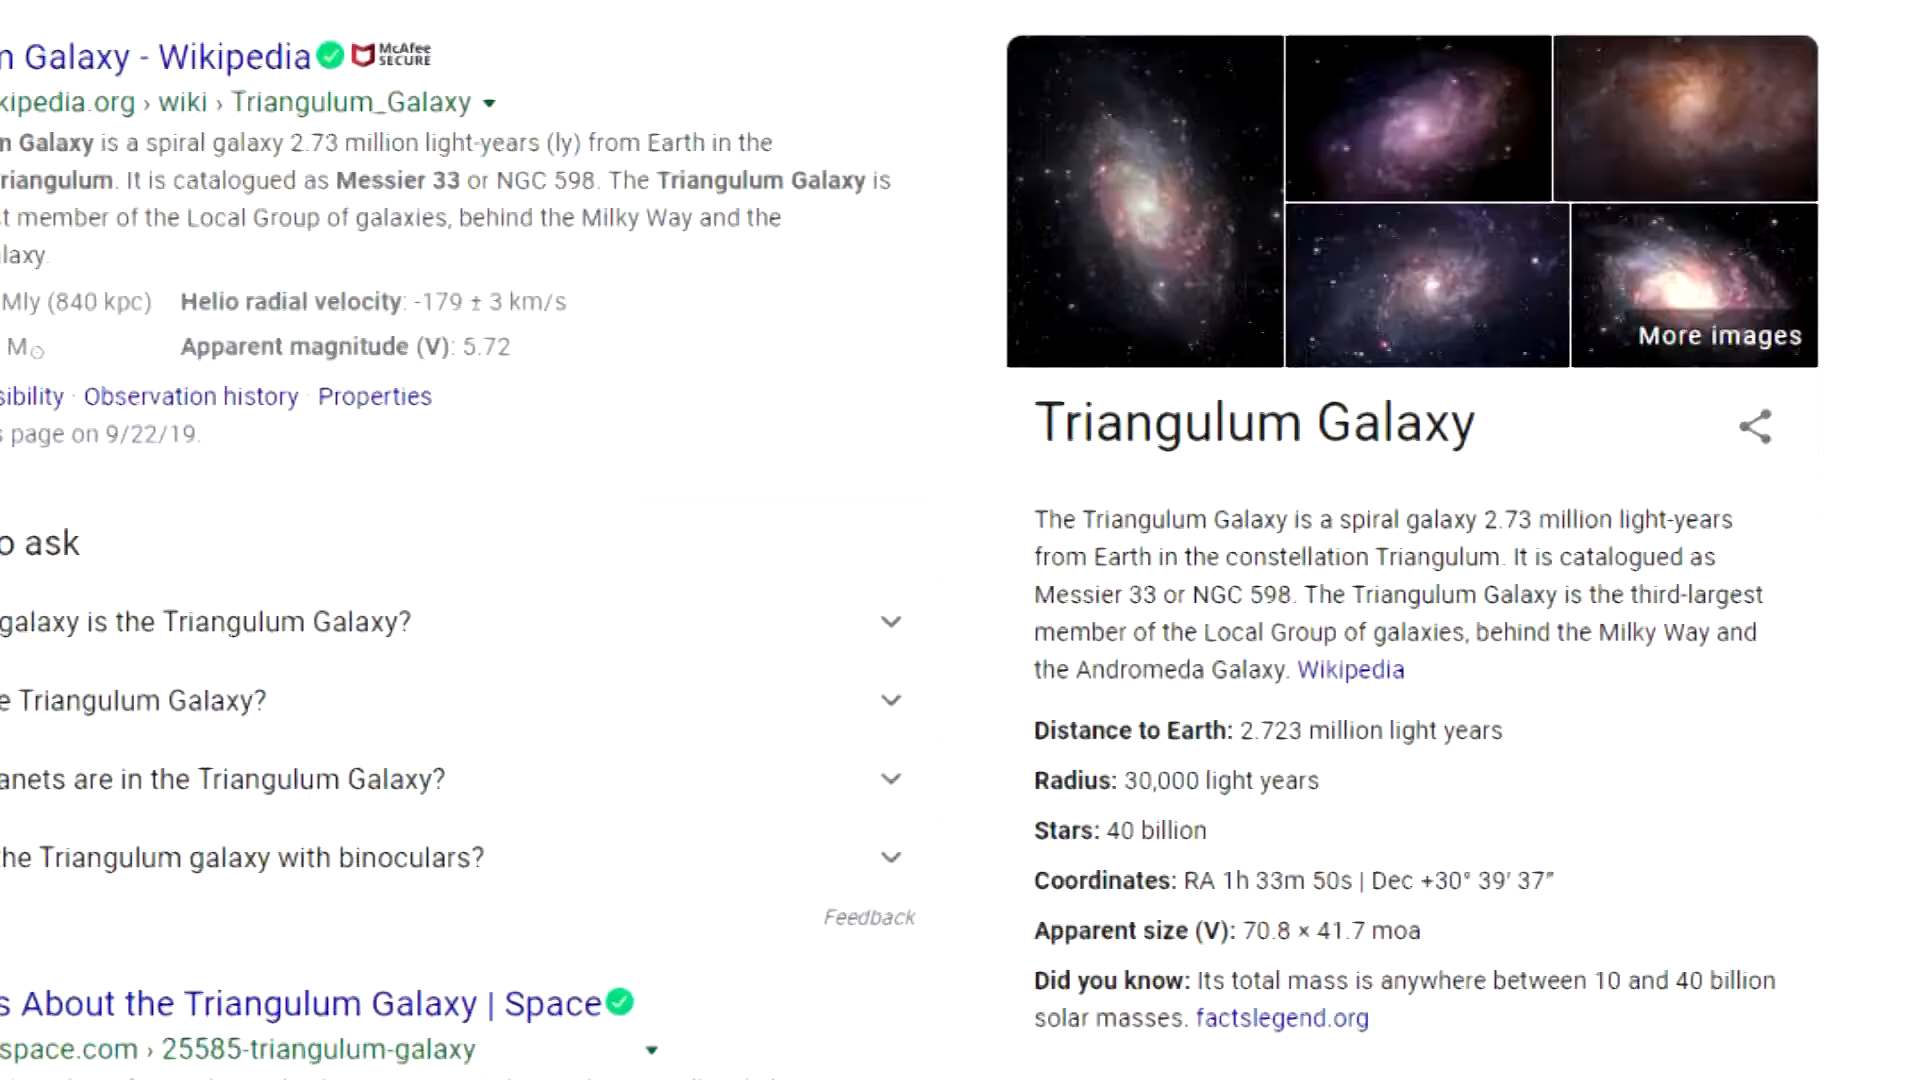 Galaxy - Wikipedia McAfee SECURE
kipedia.org › wiki › Triangulum_Galaxy
n Galaxy is a spiral galaxy 2.73 million light-years (ly) from Earth in the
riangulum. It is catalogued as Messier 33 or NGC 598. The Triangulum Galaxy is
st member of the Local Group of galaxies, behind the Milky Way and the
laxy.
Mly (840 kpc) Helio radial velocity: -179 ± 3 km/s
M☉ Apparent magnitude (V): 5.72
sibility · Observation history · Properties
s page on 9/22/19.
o ask
galaxy is the Triangulum Galaxy?
e Triangulum Galaxy?
anets are in the Triangulum Galaxy?
the Triangulum galaxy with binoculars?
Feedback
s About the Triangulum Galaxy | Space
space.com › 25585-triangulum-galaxy
More images
Triangulum Galaxy
The Triangulum Galaxy is a spiral galaxy 2.73 million light-years
from Earth in the constellation Triangulum. It is catalogued as
Messier 33 or NGC 598. The Triangulum Galaxy is the third-largest
member of the Local Group of galaxies, behind the Milky Way and
the Andromeda Galaxy. Wikipedia
Distance to Earth: 2.723 million light years
Radius: 30,000 light years
Stars: 40 billion
Coordinates: RA 1h 33m 50s | Dec +30° 39′ 37″
Apparent size (V): 70.8 × 41.7 moa
Did you know: Its total mass is anywhere between 10 and 40 billion
solar masses. factslegend.org